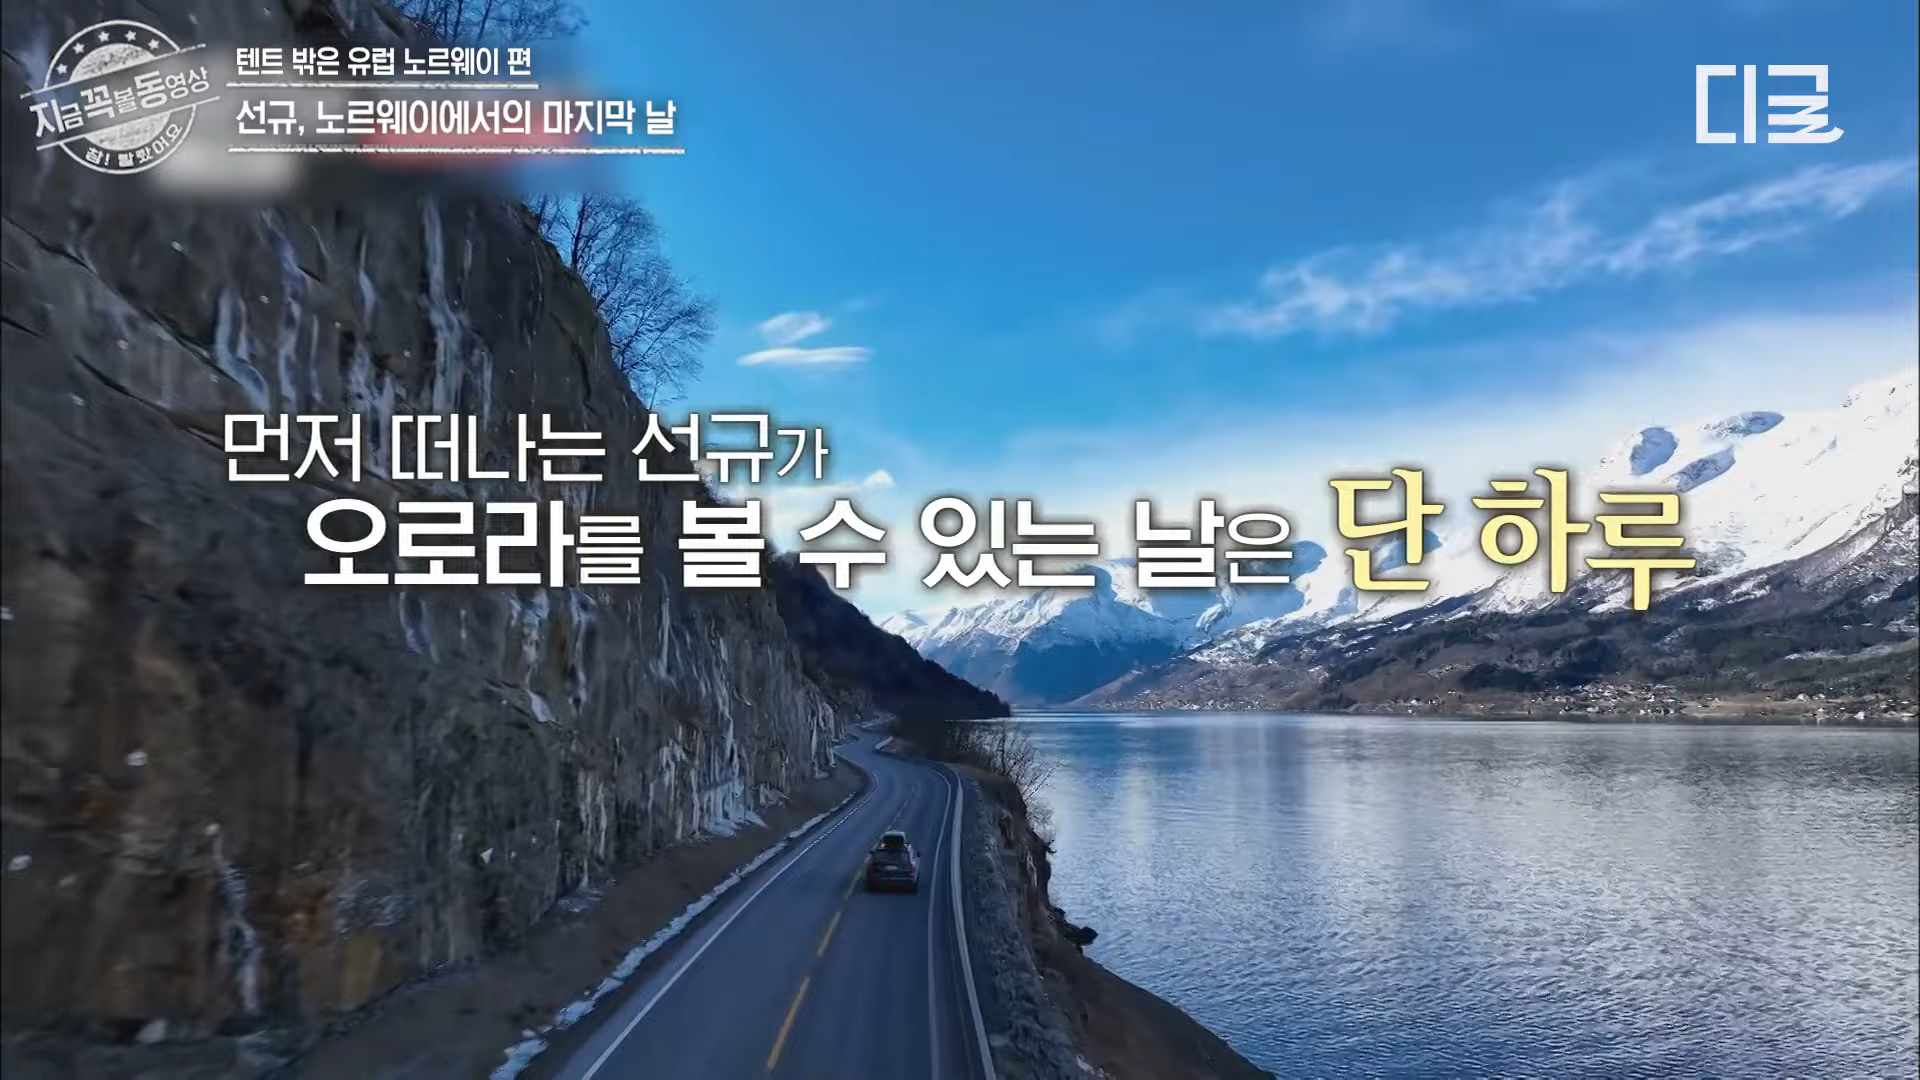 지금 꼭 볼 동영상
참! 잘 왔어요
텐트 밖은 유럽 노르웨이 편
선규, 노르웨이에서의 마지막 날
디글
먼저 떠나는 선규가
오로라를 볼 수 있는 날은 단 하루